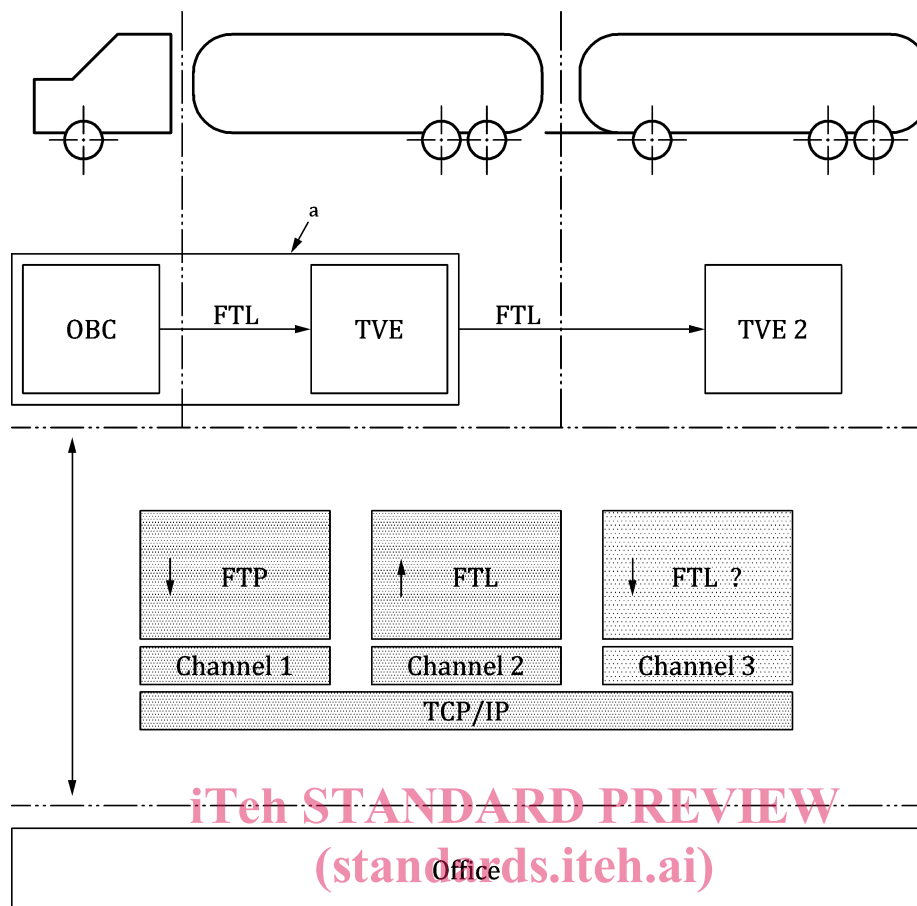 a
OBC
FTL
TVE
FTL
TVE 2
FTP
FTL
FTL ?
Channel 1
Channel 2
Channel 3
TCP/IP
iTeh STANDARD PREVIEW
(standards.iteh.ai)
Office